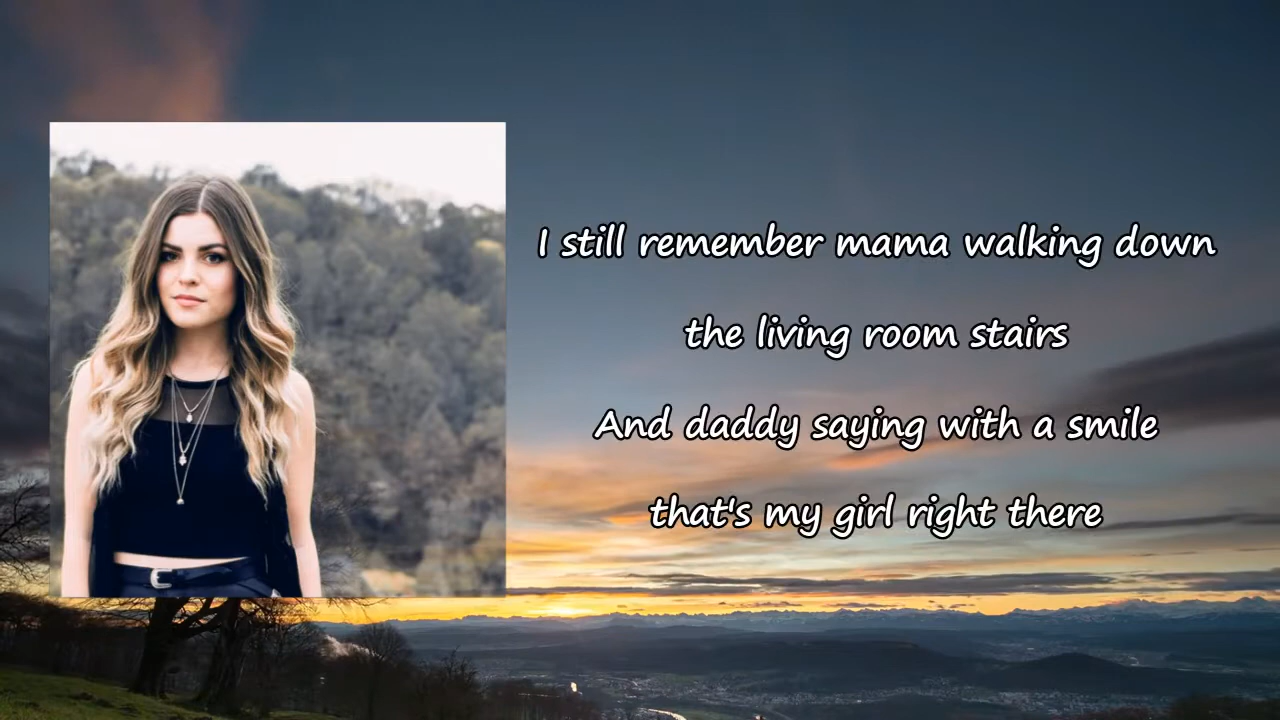 I still remember mama walking down
the living room stairs
And daddy saying with a smile
that's my girl right there